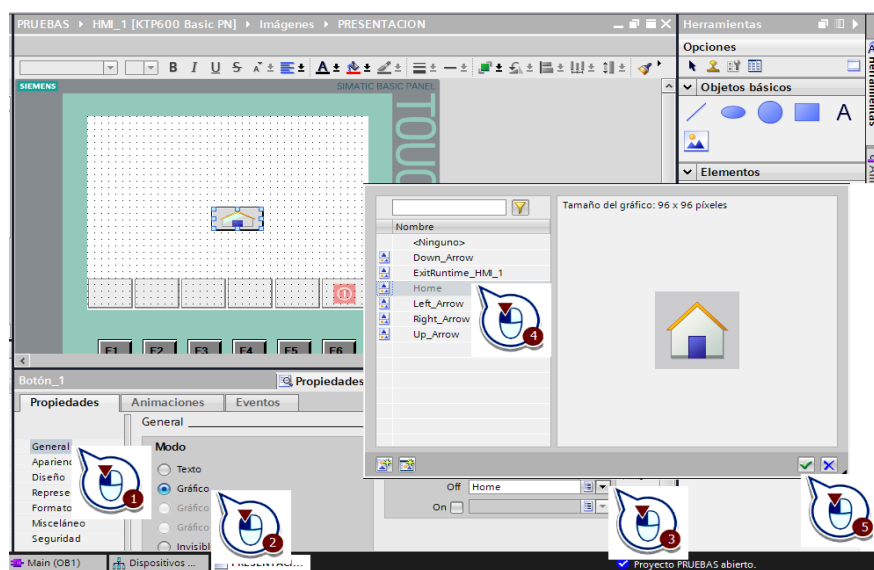 PRUEBAS ▸ HMI_1 [KTP600 Basic PN] ▸ Imágenes ▸ PRESENTACION
Herramientas
Opciones
B I U S A
Herramientas
Objetos básicos
A
Elementos
SIEMENS
SIMATIC BASIC PANEL
TOUC
Tamaño del gráfico: 96 x 96 píxeles
Nombre
<Ninguno>
Down_Arrow
ExitRuntime_HMI_1
Home
Left_Arrow
Right_Arrow
Up_Arrow
4
F1 F2 F3 F4 F5 F6
Botón_1
Propiedades
Propiedades Animaciones Eventos
General
General
Aparienc
Diseño
Represe
Formato
Misceláneo
Seguridad
1
Modo
Texto
Gráfico
Gráfico
Gráfico
Invisibl
2
Off Home
On
3
5
Main (OB1)
Dispositivos ...
Proyecto PRUEBAS abierto.